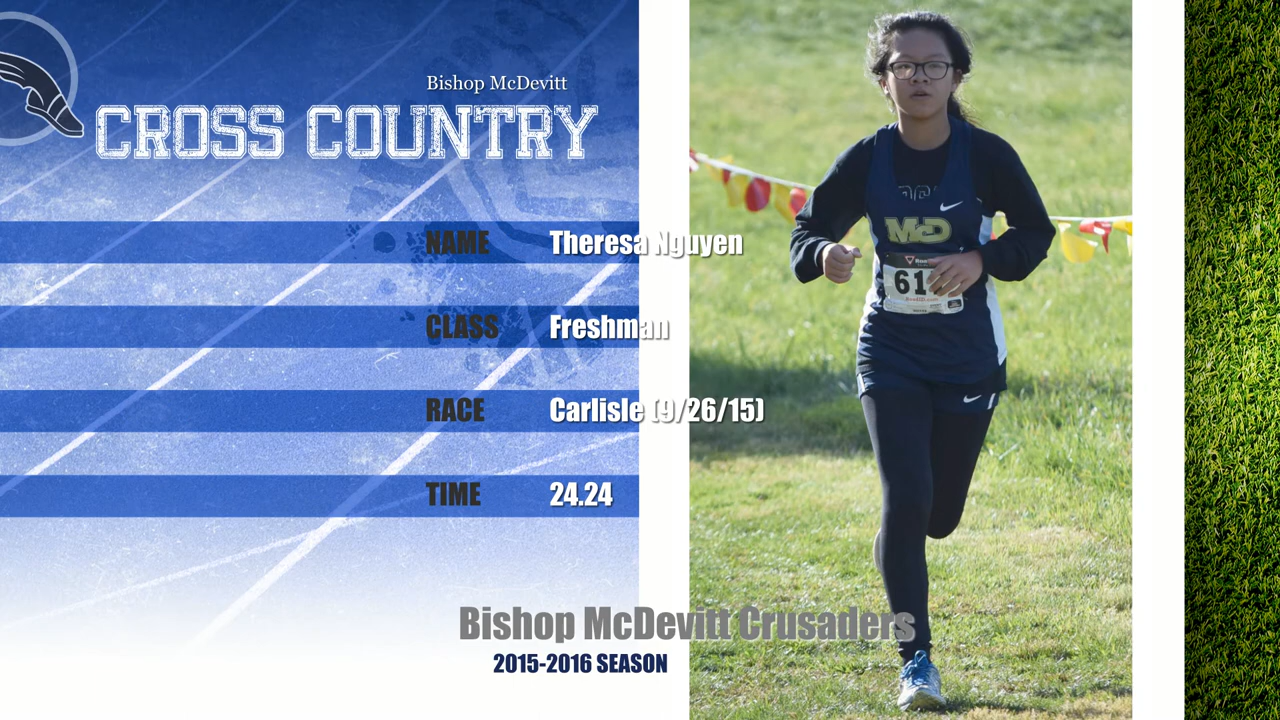 Bishop McDevitt
CROSS COUNTRY
NAME Theresa Nguyen
CLASS Freshman
RACE Carlisle (9/26/15)
TIME 24.24
McD
61
Bishop McDevitt Crusaders
2015-2016 SEASON